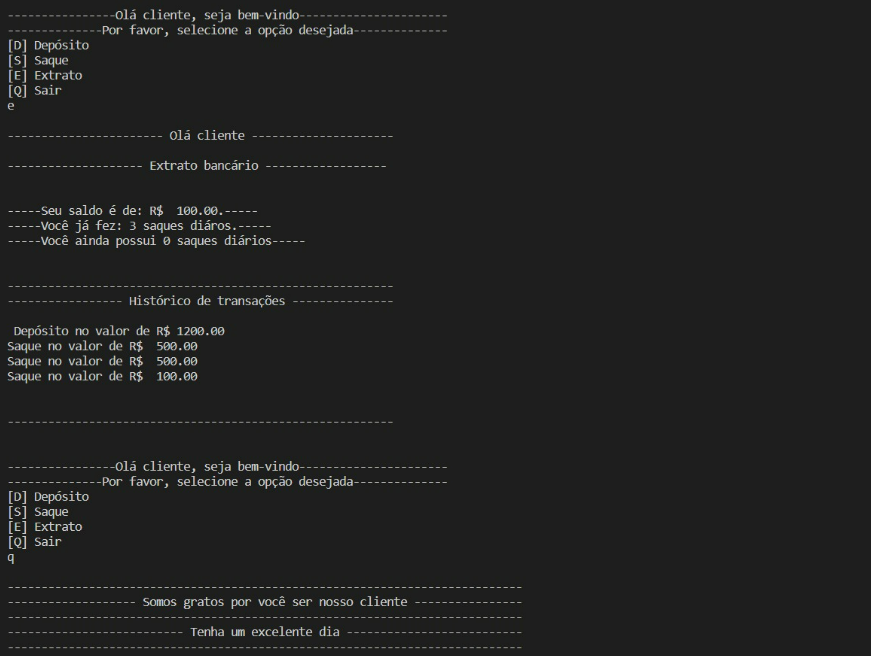 ----------------Olá cliente, seja bem-vindo----------------------
--------------Por favor, selecione a opção desejada--------------
[D] Depósito
[S] Saque
[E] Extrato
[Q] Sair
e
----------------------- Olá cliente ---------------------
-------------------- Extrato bancário ------------------
-----Seu saldo é de: R$  100.00.-----
-----Você já fez: 3 saques diáros.-----
-----Você ainda possui 0 saques diários-----
---------------------------------------------------------
----------------- Histórico de transações ---------------
 Depósito no valor de R$ 1200.00
Saque no valor de R$  500.00
Saque no valor de R$  500.00
Saque no valor de R$  100.00
---------------------------------------------------------
----------------Olá cliente, seja bem-vindo----------------------
--------------Por favor, selecione a opção desejada--------------
[D] Depósito
[S] Saque
[E] Extrato
[Q] Sair
q
----------------------------------------------------------------------------
------------------- Somos gratos por você ser nosso cliente ----------------
----------------------------------------------------------------------------
-------------------------- Tenha um excelente dia --------------------------
----------------------------------------------------------------------------